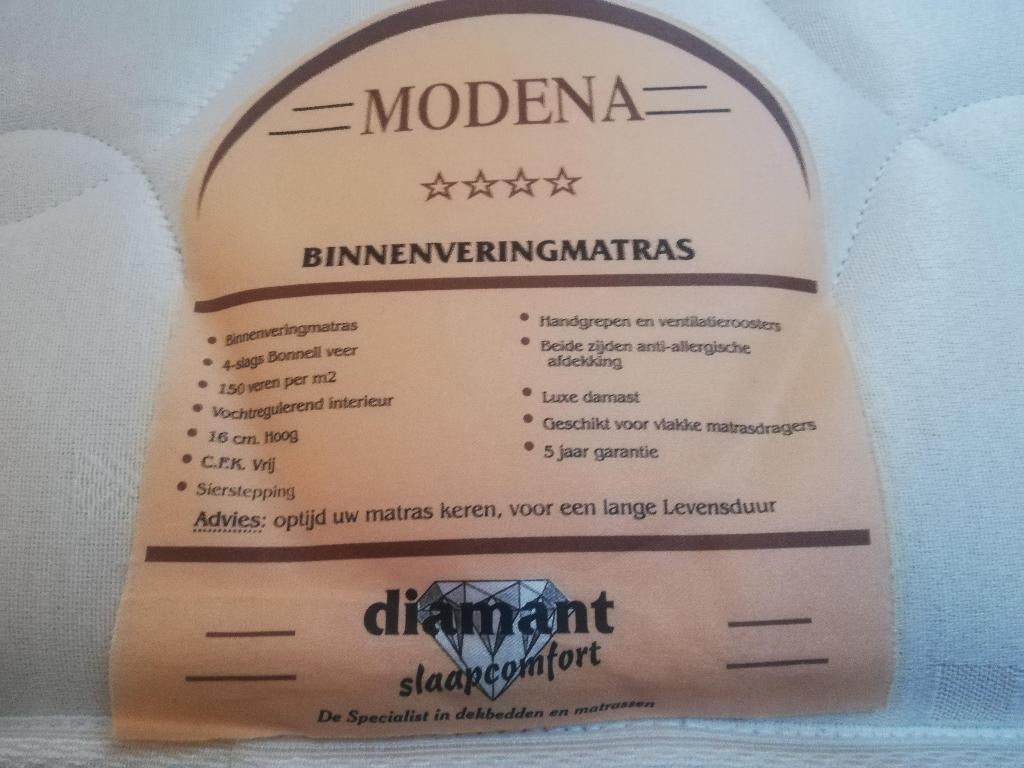 MODENA
BINNENVERINGMATRAS
• Binnenveringmatras
• 4-slags Bonnell veer
• 150 veren per m2
• Vochtregulerend interieur
• 16 cm. Hoog
• C.F.K. Vrij
• Sierstepping
• Handgrepen en ventilatieroosters
• Beide zijden anti-allergische
afdekking
• Luxe damast
• Geschikt voor vlakke matrasdragers
• 5 jaar garantie
Advies: optijd uw matras keren, voor een lange Levensduur
diamant
slaapcomfort
De Specialist in dekbedden en matrassen